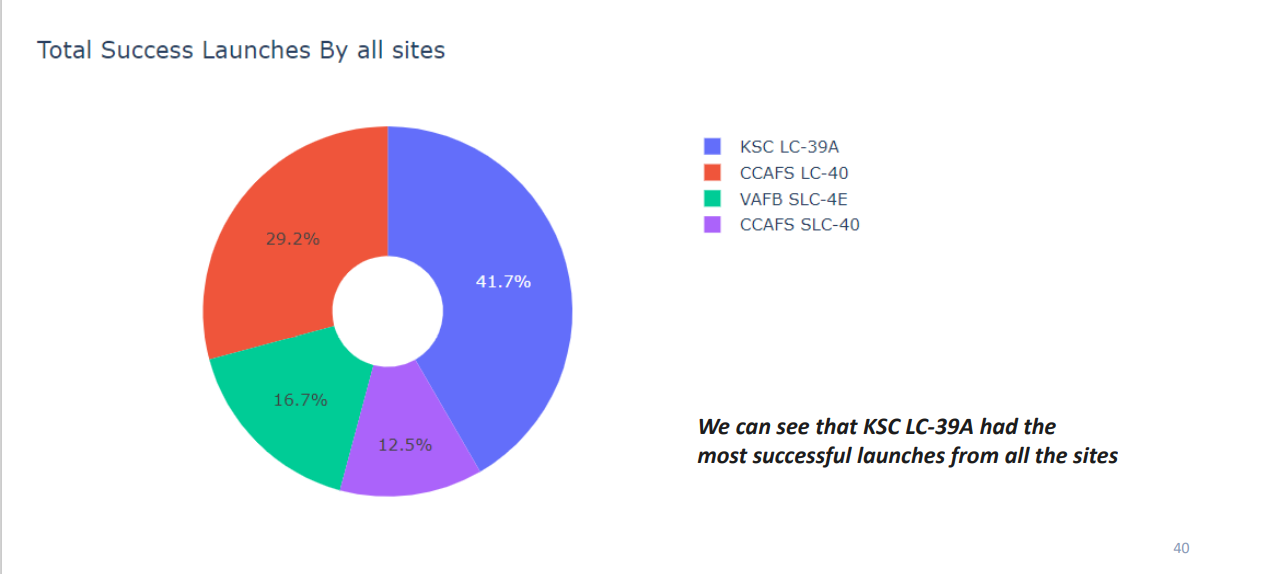 Total Success Launches By all sites
KSC LC-39A
CCAFS LC-40
VAFB SLC-4E
CCAFS SLC-40
29.2%
41.7%
16.7%
12.5%
We can see that KSC LC-39A had the
most successful launches from all the sites
40